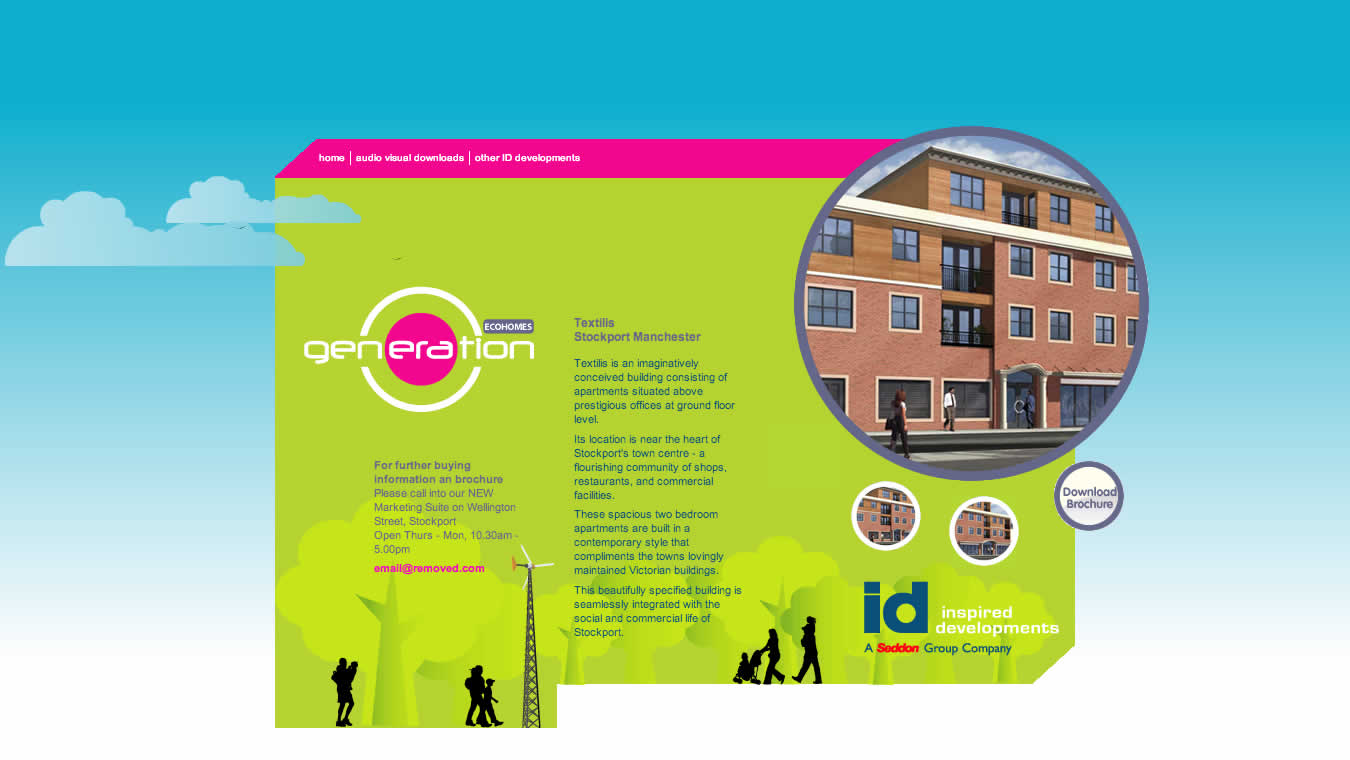 home
audio visual downloads
other ID developments
ECOHOMES
generation
Textilis
Stockport Manchester
Textilis is an imaginatively
conceived building consisting of
apartments situated above
prestigious offices at ground floor
level.
Its location is near the heart of
Stockport's town centre - a
flourishing community of shops,
restaurants, and commercial
facilities.
These spacious two bedroom
apartments are built in a
contemporary style that
compliments the towns lovingly
maintained Victorian buildings.
This beautifully specified building is
seamlessly integrated with the
social and commercial life of
Stockport.
For further buying
information an brochure
Please call into our NEW
Marketing Suite on Wellington
Street, Stockport
Open Thurs - Mon, 10.30am -
5.00pm
email@removed.com
Download
Brochure
id
inspired
developments
A Seddon Group Company